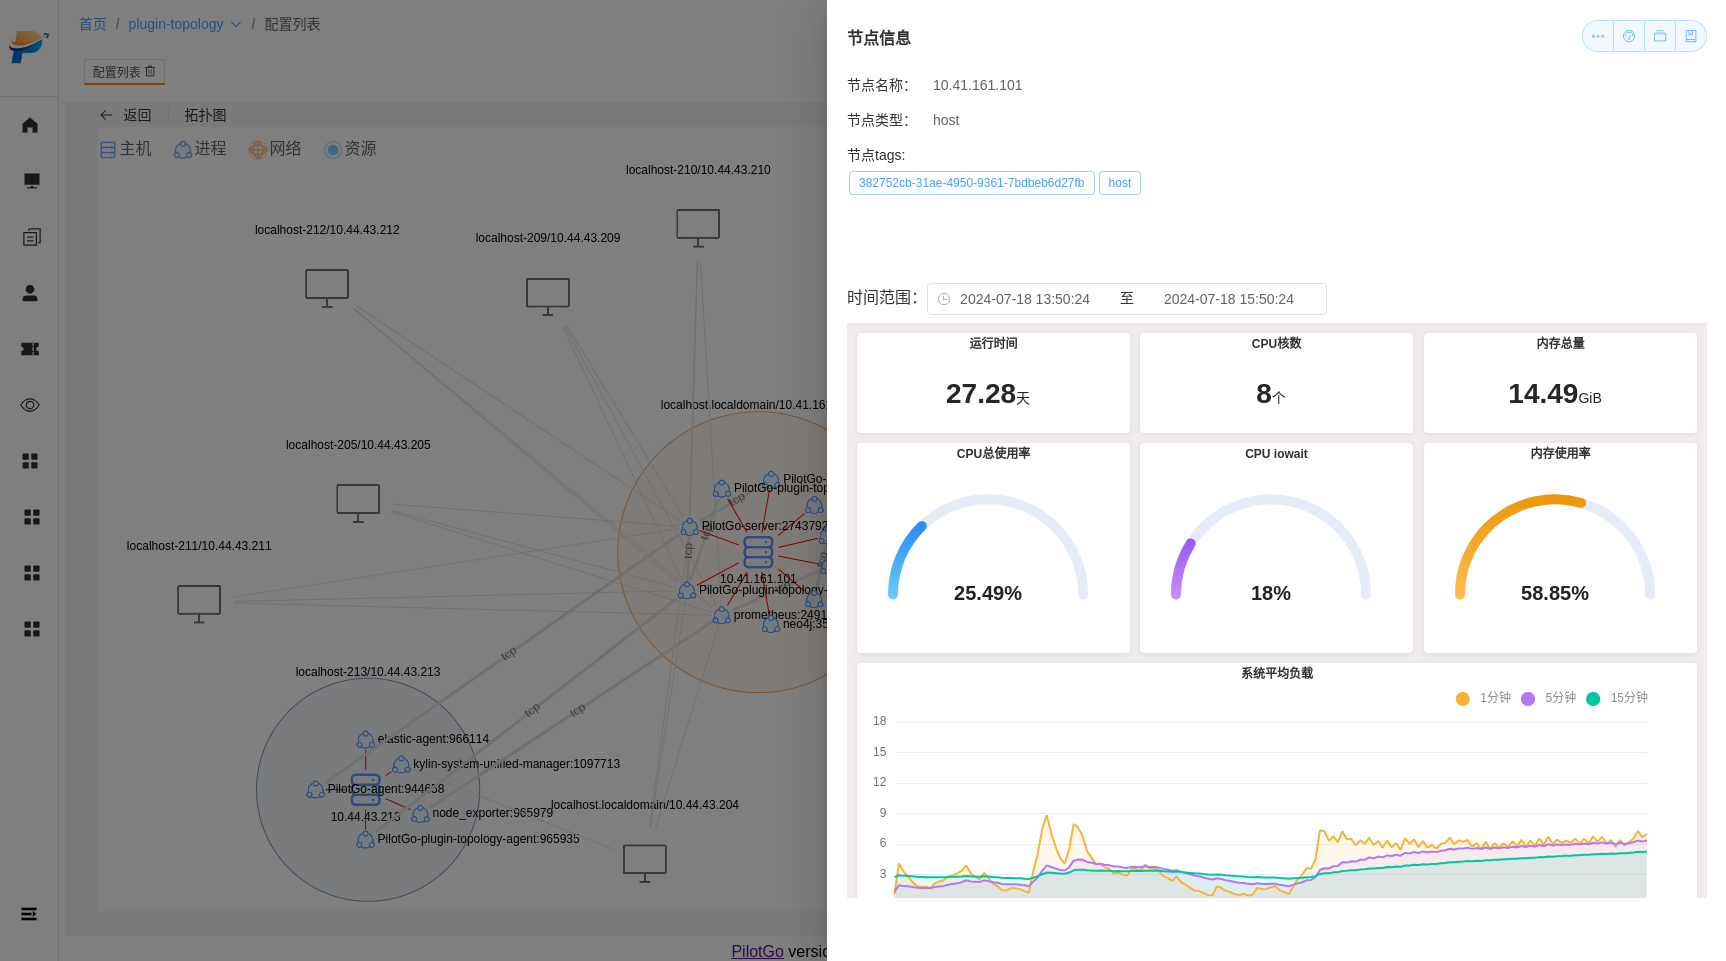 首页 / plugin-topology / 配置列表
配置列表
返回 拓扑图
主机 进程 网络 资源
localhost-210/10.44.43.210
localhost-212/10.44.43.212
localhost-209/10.44.43.209
localhost.localdomain/10.41.16
localhost-205/10.44.43.205
PilotGo-
PilotGo-plugin-top
tcp
PilotGo-server:2743792
tcp
tcp
tcp
localhost-211/10.44.43.211
10.41.161.101
PilotGo-plugin-topology-
prometheus:2491
neo4j:35
tcp
localhost-213/10.44.43.213
tcp
tcp
elastic-agent:966114
kylin-system-unified-manager:1097713
PilotGo-agent:944658
10.44.43.213
node_exporter:965979
localhost.localdomain/10.44.43.204
PilotGo-plugin-topology-agent:965935
PilotGo versio
节点信息
节点名称： 10.41.161.101
节点类型： host
节点tags:
382752cb-31ae-4950-9361-7bdbeb6d27fb host
时间范围： 2024-07-18 13:50:24 至 2024-07-18 15:50:24
运行时间 CPU核数 内存总量
27.28天 8个 14.49GiB
CPU总使用率 CPU iowait 内存使用率
25.49% 18% 58.85%
系统平均负载
1分钟 5分钟 15分钟
18
15
12
9
6
3